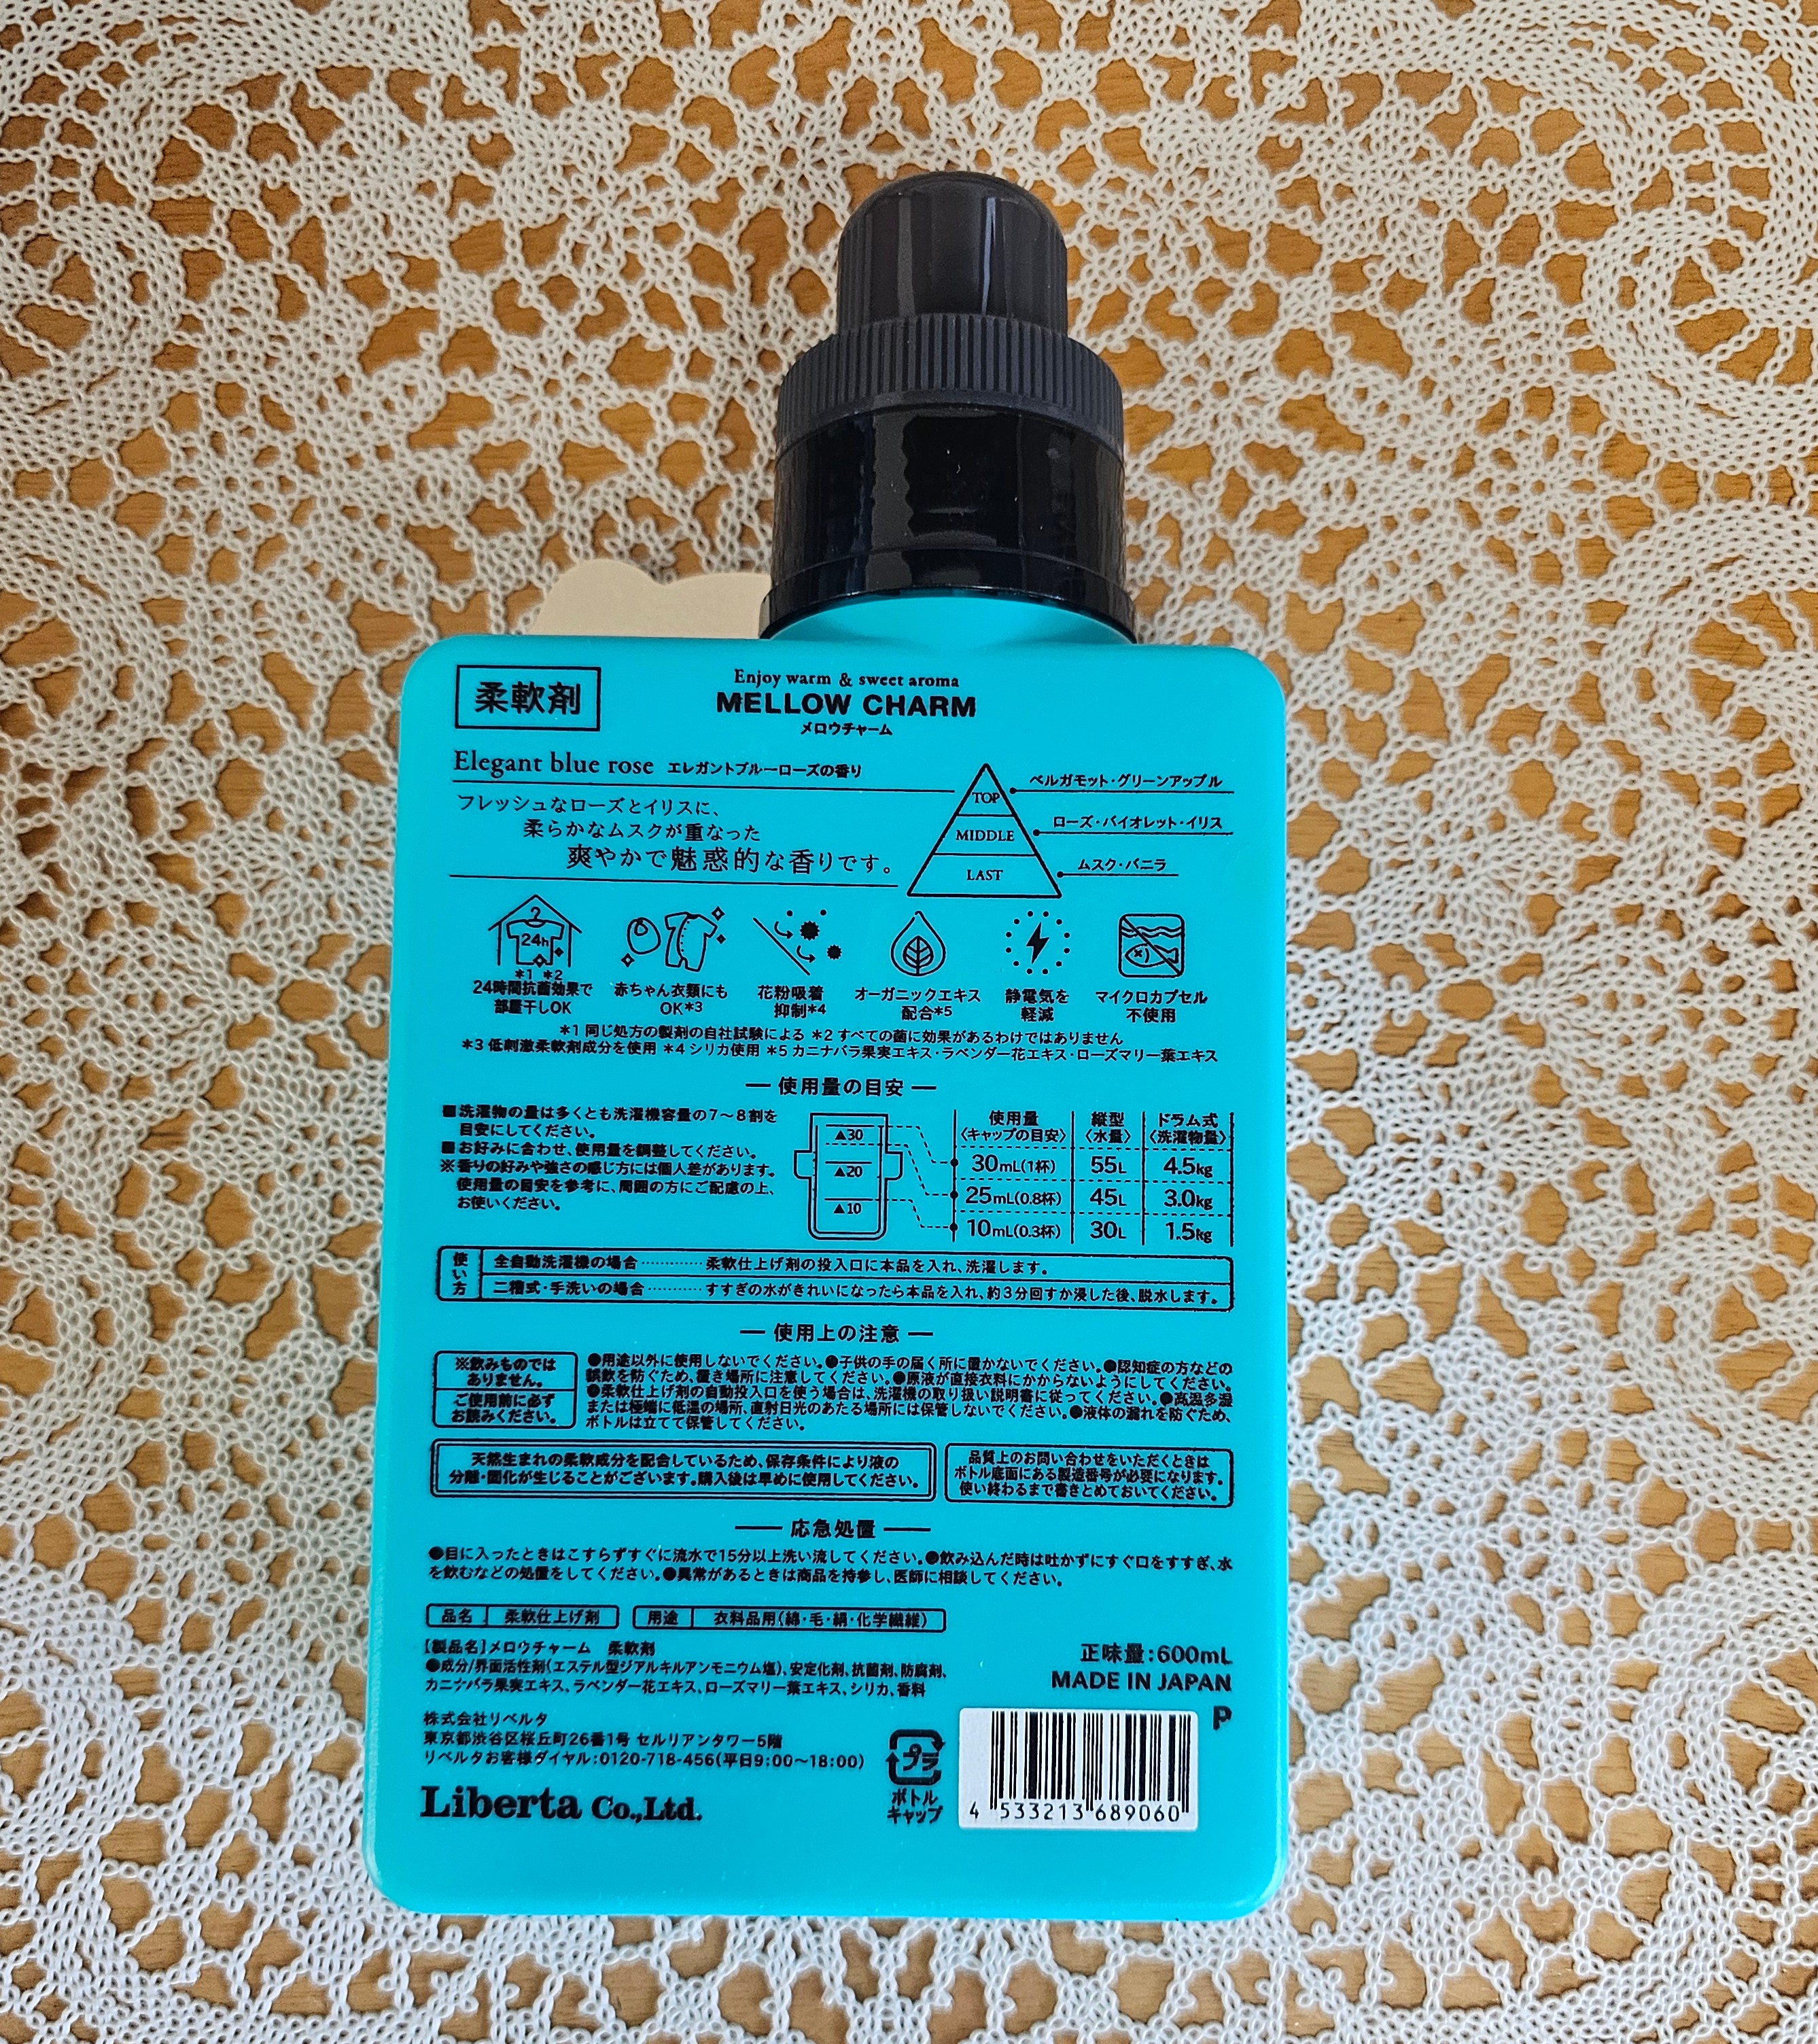 柔軟剤
Enjoy warm & sweet aroma
MELLOW CHARM
メロウチャーム
Elegant blue rose エレガントブルーローズの香り
フレッシュなローズとイリスに、
柔らかなムスクが重なった
爽やかで魅惑的な香りです。
TOP ベルガモット・グリーンアップル
MIDDLE ローズ・バイオレット・イリス
LAST ムスク・バニラ
24h
*1 *2
24時間抗菌効果で
部屋干しOK
赤ちゃん衣類にも
OK*3
花粉吸着
抑制*4
オーガニックエキス
配合*5
静電気を
軽減
マイクロカプセル
不使用
*1 同じ処方の製剤の自社試験による *2 すべての菌に効果があるわけではありません
*3 低刺激柔軟剤成分を使用 *4 シリカ使用 *5 カニナバラ果実エキス・ラベンダー花エキス・ローズマリー葉エキス
― 使用量の目安 ―
■洗濯物の量は多くとも洗濯機容量の7〜8割を
目安にしてください。
■お好みに合わせ、使用量を調整してください。
※香りの好みや強さの感じ方には個人差があります。
使用量の目安を参考に、周囲の方にご配慮の上、
お使いください。
▲30
▲20
▲10
使用量 縦型 ドラム式
〈キャップの目安〉 〈水量〉 〈洗濯物量〉
30mL(1杯) 55L 4.5kg
25mL(0.8杯) 45L 3.0kg
10mL(0.3杯) 30L 1.5kg
使い方
全自動洗濯機の場合…………柔軟仕上げ剤の投入口に本品を入れ、洗濯します。
二槽式・手洗いの場合…………すすぎの水がきれいになったら本品を入れ、約3分回すか浸した後、脱水します。
― 使用上の注意 ―
※飲みものでは
ありません。
ご使用前に必ず
お読みください。
●用途以外に使用しないでください。●子供の手の届く所に置かないでください。●認知症の方などの
誤飲を防ぐため、置き場所に注意してください。●原液が直接衣料にかからないようにしてください。
●柔軟仕上げ剤の自動投入口を使う場合は、洗濯機の取り扱い説明書に従ってください。●高温多湿
または極端に低温の場所、直射日光のあたる場所には保管しないでください。●液体の漏れを防ぐため、
ボトルは立てて保管してください。
天然生まれの柔軟成分を配合しているため、保存条件により液の
分離・固化が生じることがございます。購入後は早めに使用してください。
品質上のお問い合わせをいただくときは
ボトル底面にある製造番号が必要になります。
使い終わるまで書きとめておいてください。
― 応急処置 ―
●目に入ったときはこすらずすぐに流水で15分以上洗い流してください。●飲み込んだ時は吐かずにすぐ口をすすぎ、水
を飲むなどの処置をしてください。●異常があるときは商品を持参し、医師に相談してください。
品名 柔軟仕上げ剤 用途 衣料品用(綿・毛・絹・化学繊維)
[製品名]メロウチャーム 柔軟剤
●成分/界面活性剤(エステル型ジアルキルアンモニウム塩)、安定化剤、抗菌剤、防腐剤、
カニナバラ果実エキス、ラベンダー花エキス、ローズマリー葉エキス、シリカ、香料
正味量:600mL
MADE IN JAPAN
P
株式会社リベルタ
東京都渋谷区桜丘町26番1号 セルリアンタワー5階
リベルタお客様ダイヤル:0120-718-456(平日9:00〜18:00)
Liberta Co.,Ltd.
プラ
ボトル
キャップ
4 533213 689060